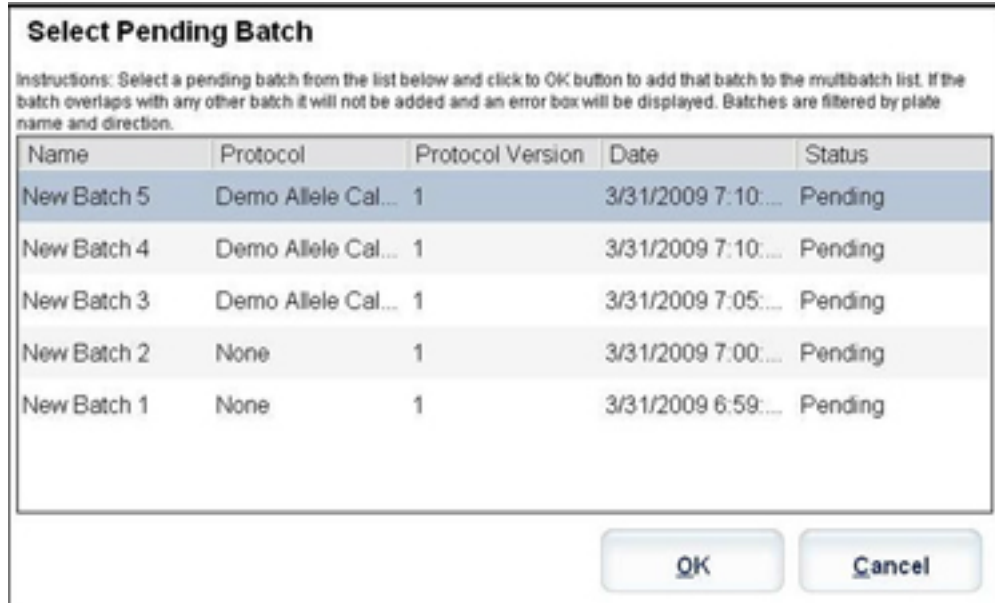 Select Pending Batch
Instructions: Select a pending batch from the list below and click to OK button to add that batch to the multibatch list. If the
batch overlaps with any other batch it will not be added and an error box will be displayed. Batches are filtered by plate
name and direction.
Name Protocol Protocol Version Date Status
New Batch 5 Demo Allele Cal... 1 3/31/2009 7:10:... Pending
New Batch 4 Demo Allele Cal... 1 3/31/2009 7:10:... Pending
New Batch 3 Demo Allele Cal... 1 3/31/2009 7:05:... Pending
New Batch 2 None 1 3/31/2009 7:00:... Pending
New Batch 1 None 1 3/31/2009 6:59:... Pending
OK Cancel